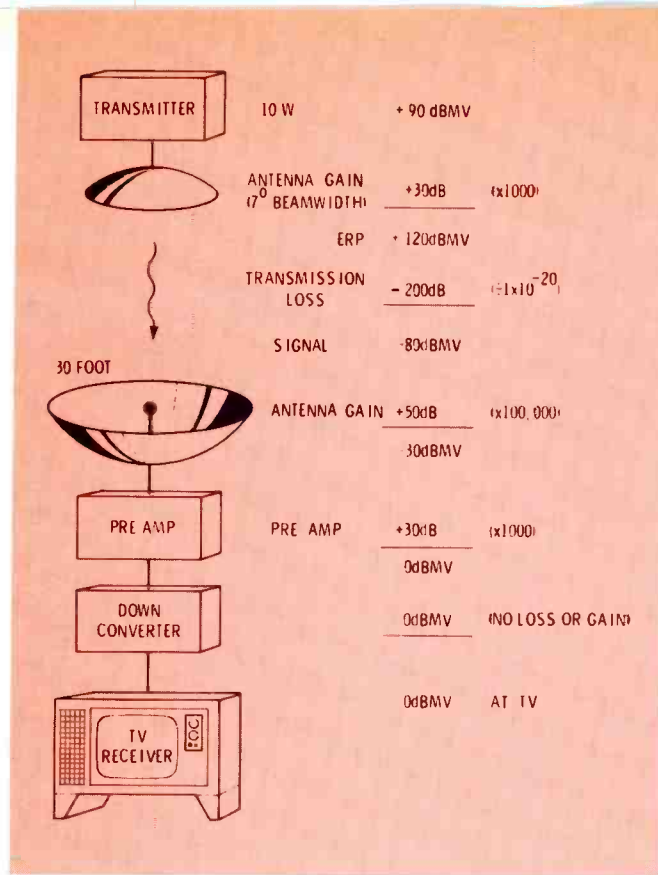 TRANSMITTER 10 W + 90 dBMV
ANTENNA GAIN
(7° BEAMWIDTH) +30dB (x1000)
ERP + 120dBMV
TRANSMISSION
LOSS - 200dB (÷1x10⁻²⁰)
SIGNAL -80dBMV
30 FOOT
ANTENNA GAIN +50dB (x100,000)
30dBMV
PRE AMP PRE AMP +30dB (x1000)
0dBMV
DOWN
CONVERTER 0dBMV (NO LOSS OR GAIN)
0dBMV AT TV
TV
RECEIVER